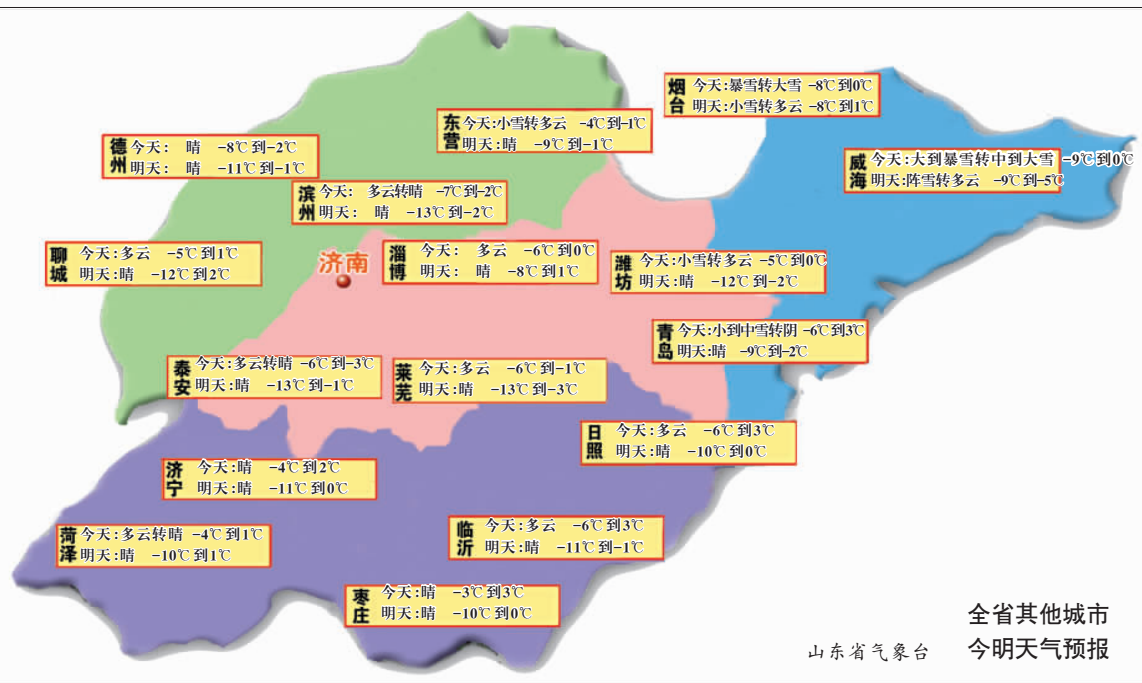 烟台
今天:暴雪转大雪 -8℃到0℃
明天:小雪转多云 -8℃到1℃
东营
今天:小雪转多云 -4℃到-1℃
明天:晴 -9℃到-1℃
德州
今天: 晴 -8℃到-2℃
明天: 晴 -11℃到-1℃
威海
今天:大到暴雪转中到大雪 -9℃到0℃
明天:阵雪转多云 -9℃到-5℃
滨州
今天: 多云转晴 -7℃到-2℃
明天: 晴 -13℃到-2℃
聊城
今天:多云 -5℃到1℃
明天:晴 -12℃到2℃
济南
淄博
今天: 多云 -6℃到0℃
明天: 晴 -8℃到1℃
潍坊
今天:小雪转多云 -5℃到0℃
明天:晴 -12℃到-2℃
青岛
今天:小到中雪转阴 -6℃到3℃
明天:晴 -9℃到-2℃
泰安
今天:多云转晴 -6℃到-3℃
明天:晴 -13℃到-1℃
莱芜
今天:多云 -6℃到-1℃
明天:晴 -13℃到-3℃
日照
今天:多云 -6℃到3℃
明天:晴 -10℃到0℃
济宁
今天:晴 -4℃到2℃
明天:晴 -11℃到0℃
菏泽
今天:多云转晴 -4℃到1℃
明天:晴 -10℃到1℃
临沂
今天:多云 -6℃到3℃
明天:晴 -11℃到-1℃
枣庄
今天:晴 -3℃到3℃
明天:晴 -10℃到0℃
全省其他城市
山东省气象台 今明天气预报